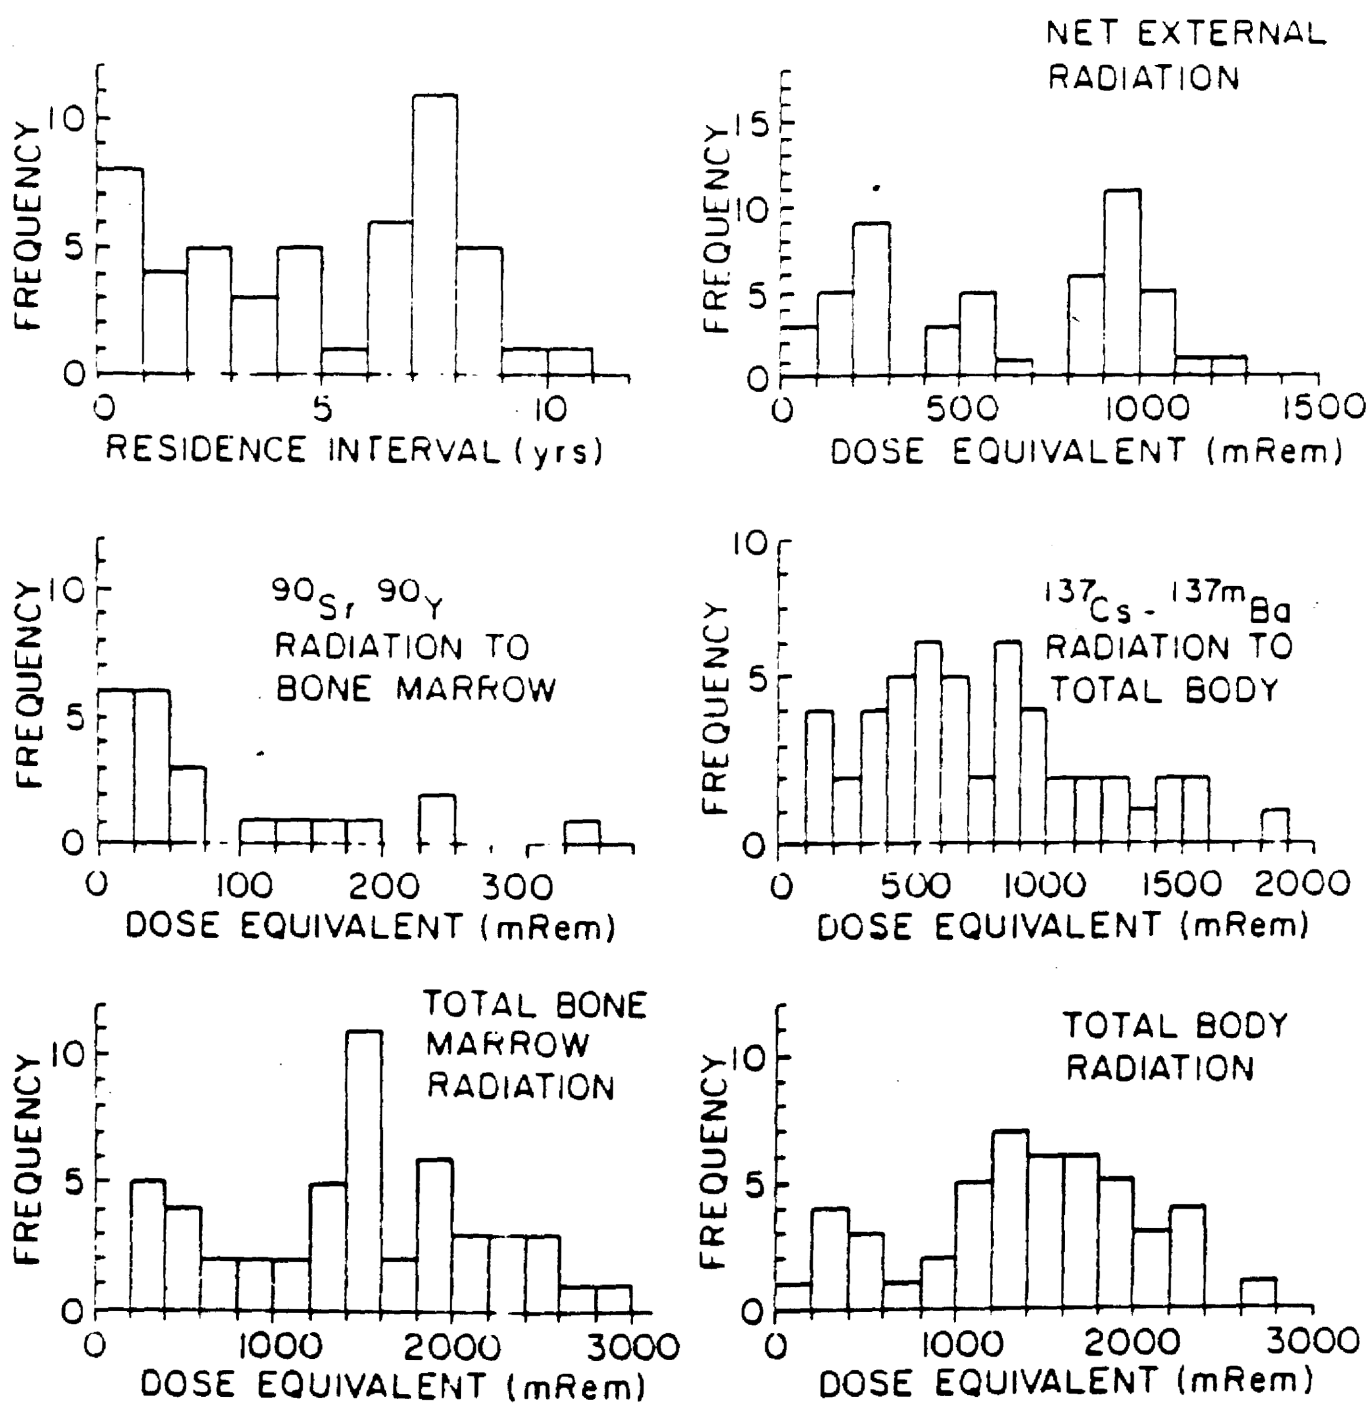 FREQUENCY
10
5
0
0 5 10
RESIDENCE INTERVAL (yrs)
NET EXTERNAL
RADIATION
FREQUENCY
15
10
5
0
0 500 1000 1500
DOSE EQUIVALENT (mRem)
FREQUENCY
10
5
0
90Sr 90Y
RADIATION TO
BONE MARROW
0 100 200 300
DOSE EQUIVALENT (mRem)
FREQUENCY
10
5
0
137Cs - 137mBa
RADIATION TO
TOTAL BODY
0 500 1000 1500 2000
DOSE EQUIVALENT (mRem)
FREQUENCY
10
5
0
TOTAL BONE
MARROW
RADIATION
0 1000 2000 3000
DOSE EQUIVALENT (mRem)
FREQUENCY
10
5
0
TOTAL BODY
RADIATION
0 1000 2000 3000
DOSE EQUIVALENT (mRem)